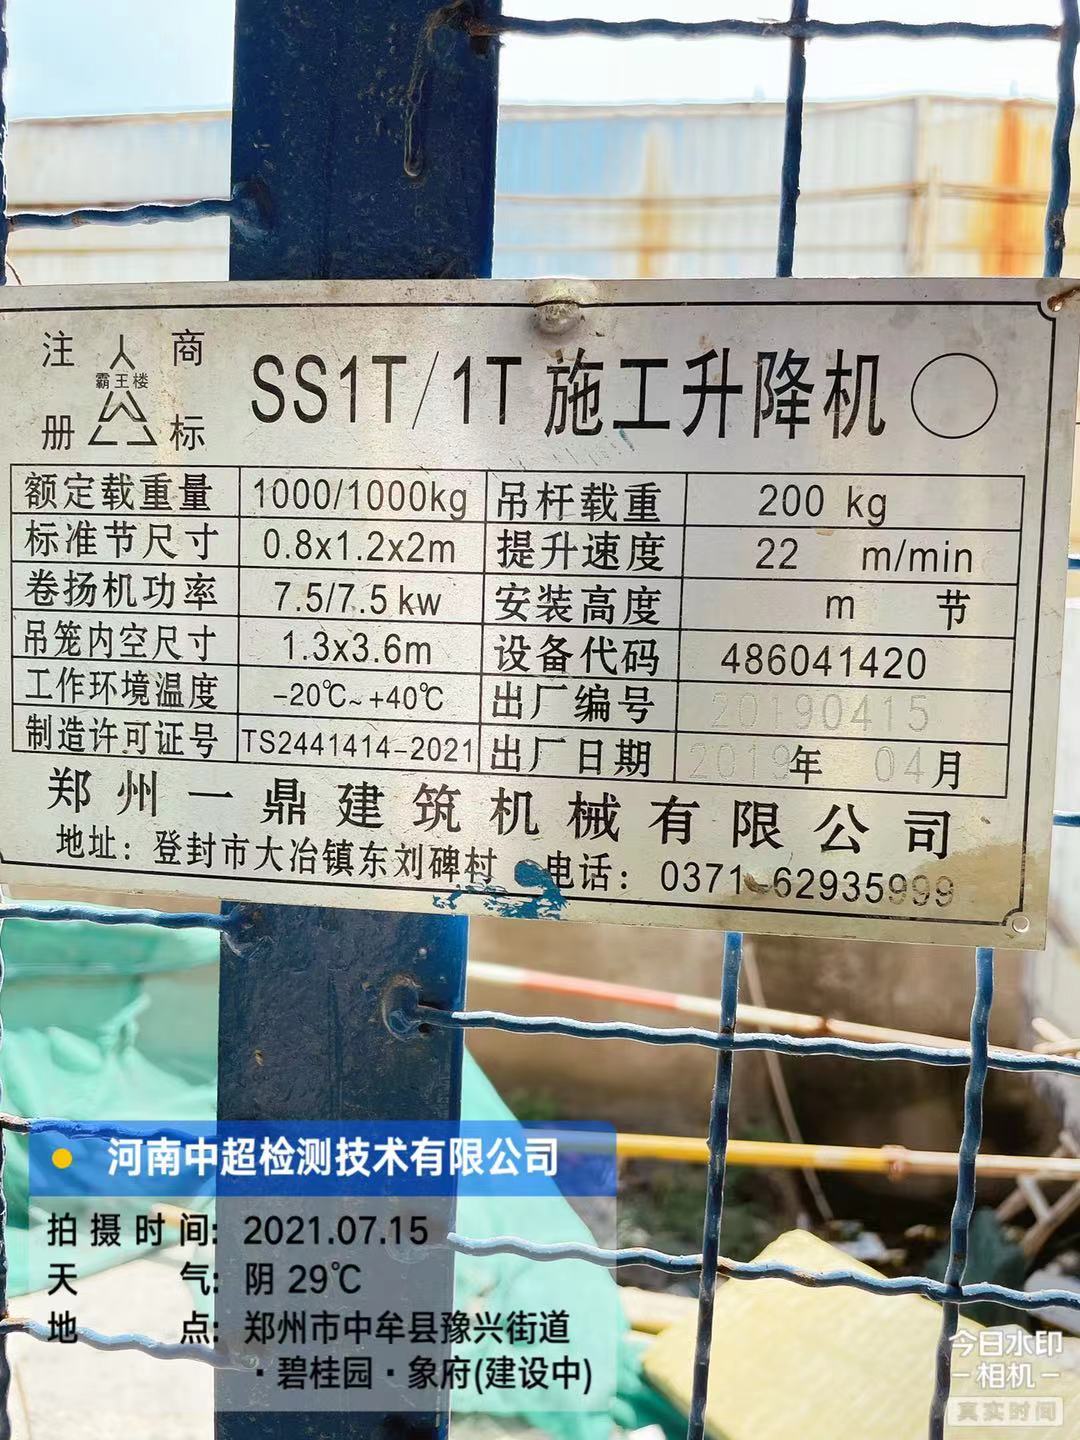 注 商
霸王楼
册 标
SS1T/1T 施工升降机
额定载重量 1000/1000kg 吊杆载重 200 kg
标准节尺寸 0.8x1.2x2m 提升速度 22 m/min
卷扬机功率 7.5/7.5kw 安装高度 m 节
吊笼内空尺寸 1.3x3.6m 设备代码 486041420
工作环境温度 -20℃~+40℃ 出厂编号 20190415
制造许可证号 TS2441414-2021 出厂日期 2019年 04月
郑州一鼎建筑机械有限公司
地址：登封市大冶镇东刘碑村 电话：0371-62935999
河南中超检测技术有限公司
拍摄时间：2021.07.15
天气：阴 29℃
地点：郑州市中牟县豫兴街道
·碧桂园·象府(建设中)
今日水印
-相机-
真实时间